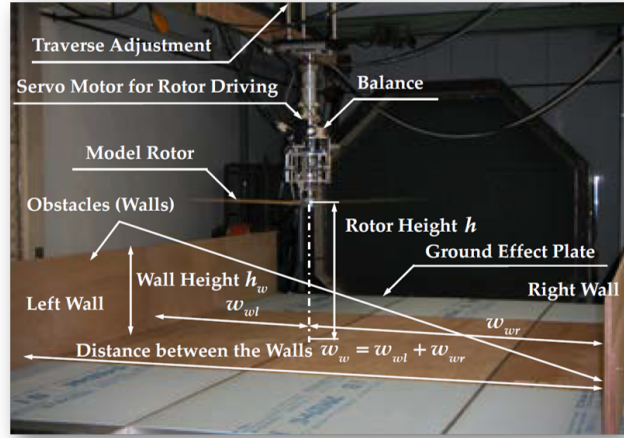 Traverse Adjustment
Servo Motor for Rotor Driving
Balance
Model Rotor
Obstacles (Walls)
Rotor Height h
Ground Effect Plate
Wall Height h_w
Right Wall
Left Wall
w_wl
w_wr
Distance between the Walls w_w = w_wl + w_wr